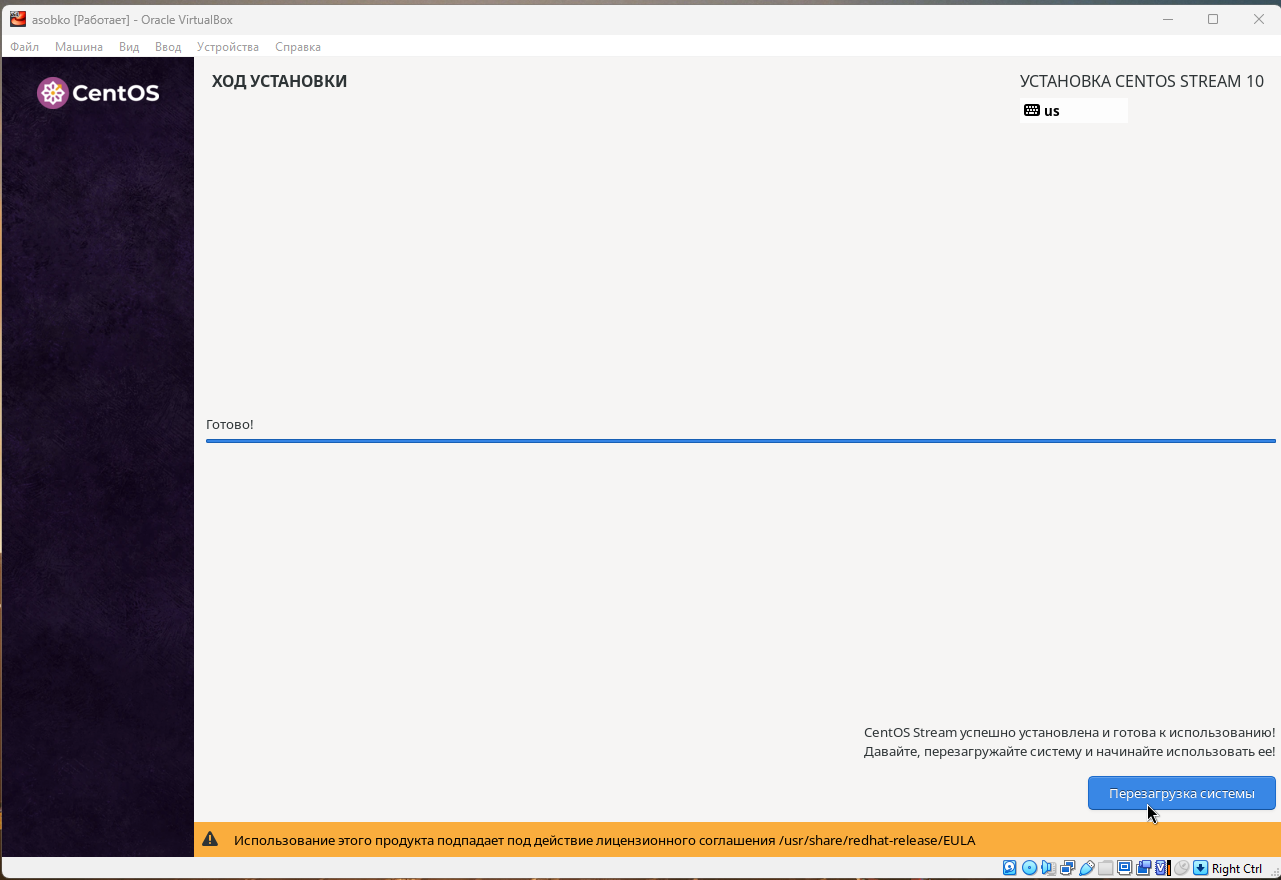 asobko [Работает] - Oracle VirtualBox
Файл Машина Вид Ввод Устройства Справка
CentOS
ХОД УСТАНОВКИ
УСТАНОВКА CENTOS STREAM 10
us
Готово!
CentOS Stream успешно установлена и готова к использованию!
Давайте, перезагружайте систему и начинайте использовать ее!
Перезагрузка системы
Использование этого продукта подпадает под действие лицензионного соглашения /usr/share/redhat-release/EULA
Right Ctrl